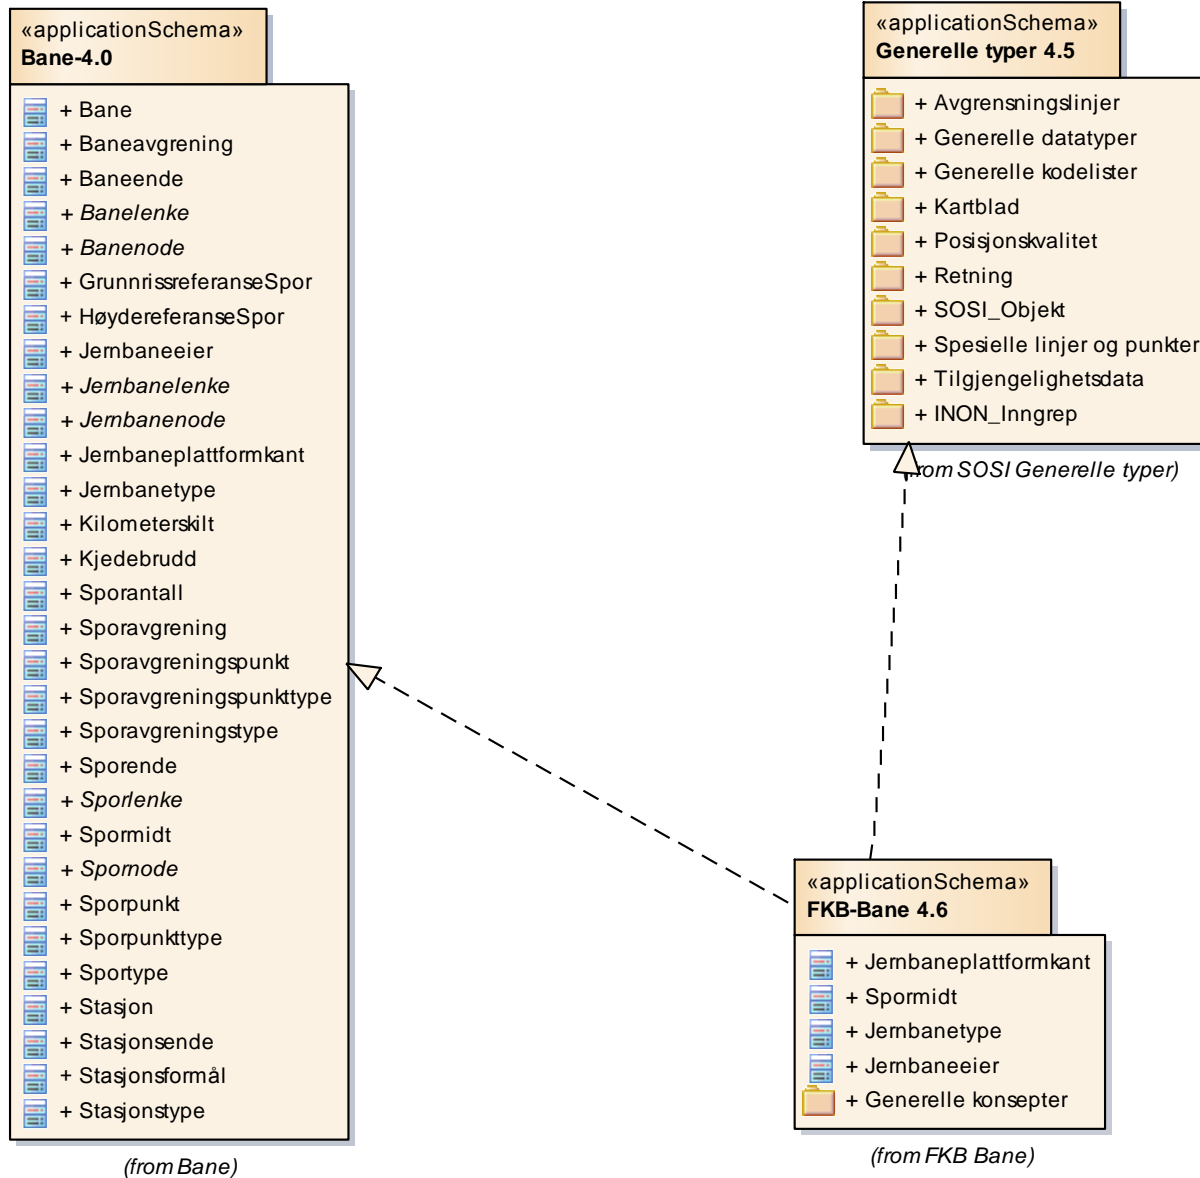 «applicationSchema»
Bane-4.0
+ Bane
+ Baneavgrening
+ Baneende
+ Banelenke
+ Banenode
+ GrunnrissreferanseSpor
+ HøydereferanseSpor
+ Jernbaneeier
+ Jernbanelenke
+ Jernbanenode
+ Jernbaneplattformkant
+ Jernbanetype
+ Kilometerskilt
+ Kjedebrudd
+ Sporantall
+ Sporavgrening
+ Sporavgreningspunkt
+ Sporavgreningspunkttype
+ Sporavgreningstype
+ Sporende
+ Sporlenke
+ Spormidt
+ Spornode
+ Sporpunkt
+ Sporpunkttype
+ Sportype
+ Stasjon
+ Stasjonsende
+ Stasjonsformål
+ Stasjonstype
(from Bane)
«applicationSchema»
Generelle typer 4.5
+ Avgrensningslinjer
+ Generelle datatyper
+ Generelle kodelister
+ Kartblad
+ Posisjonskvalitet
+ Retning
+ SOSI_Objekt
+ Spesielle linjer og punkter
+ Tilgjengelighetsdata
+ INON_Inngrep
(from SOSI Generelle typer)
«applicationSchema»
FKB-Bane 4.6
+ Jernbaneplattformkant
+ Spormidt
+ Jernbanetype
+ Jernbaneeier
+ Generelle konsepter
(from FKB Bane)